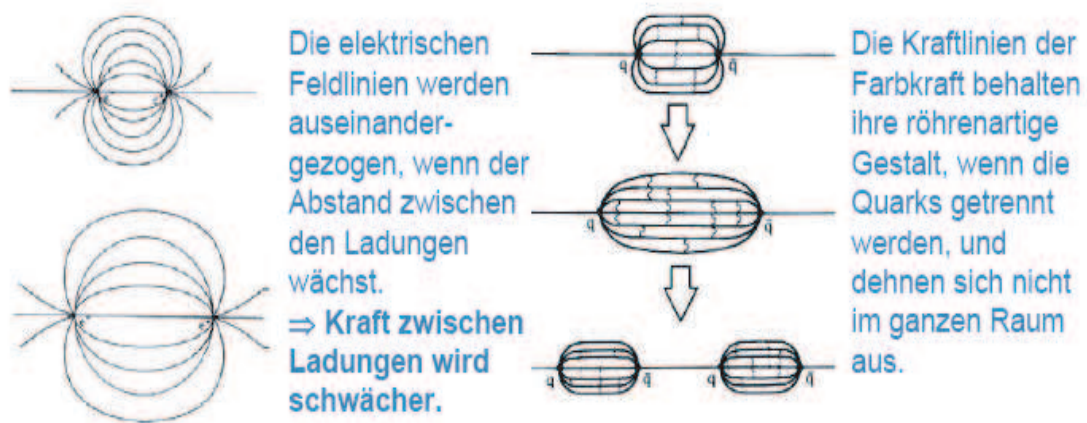 Die elektrischen
Feldlinien werden
auseinander-
gezogen, wenn der
Abstand zwischen
den Ladungen
wächst.
⇒ Kraft zwischen
Ladungen wird
schwächer.
q q̄
q q̄
q q̄ q q̄
Die Kraftlinien der
Farbkraft behalten
ihre röhrenartige
Gestalt, wenn die
Quarks getrennt
werden, und
dehnen sich nicht
im ganzen Raum
aus.